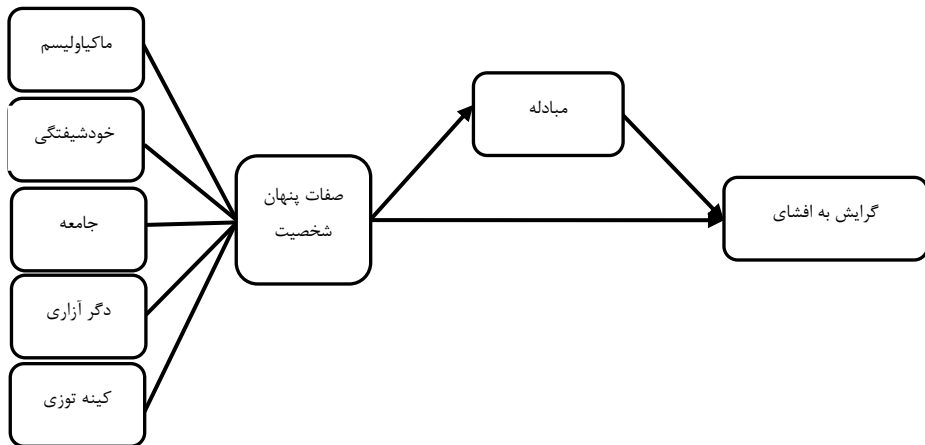 ماکیاولیسم
خودشیفتگی
جامعه
دگر آزاری
کینه توزی
صفات پنهان
شخصیت
مبادله
گرایش به افشای